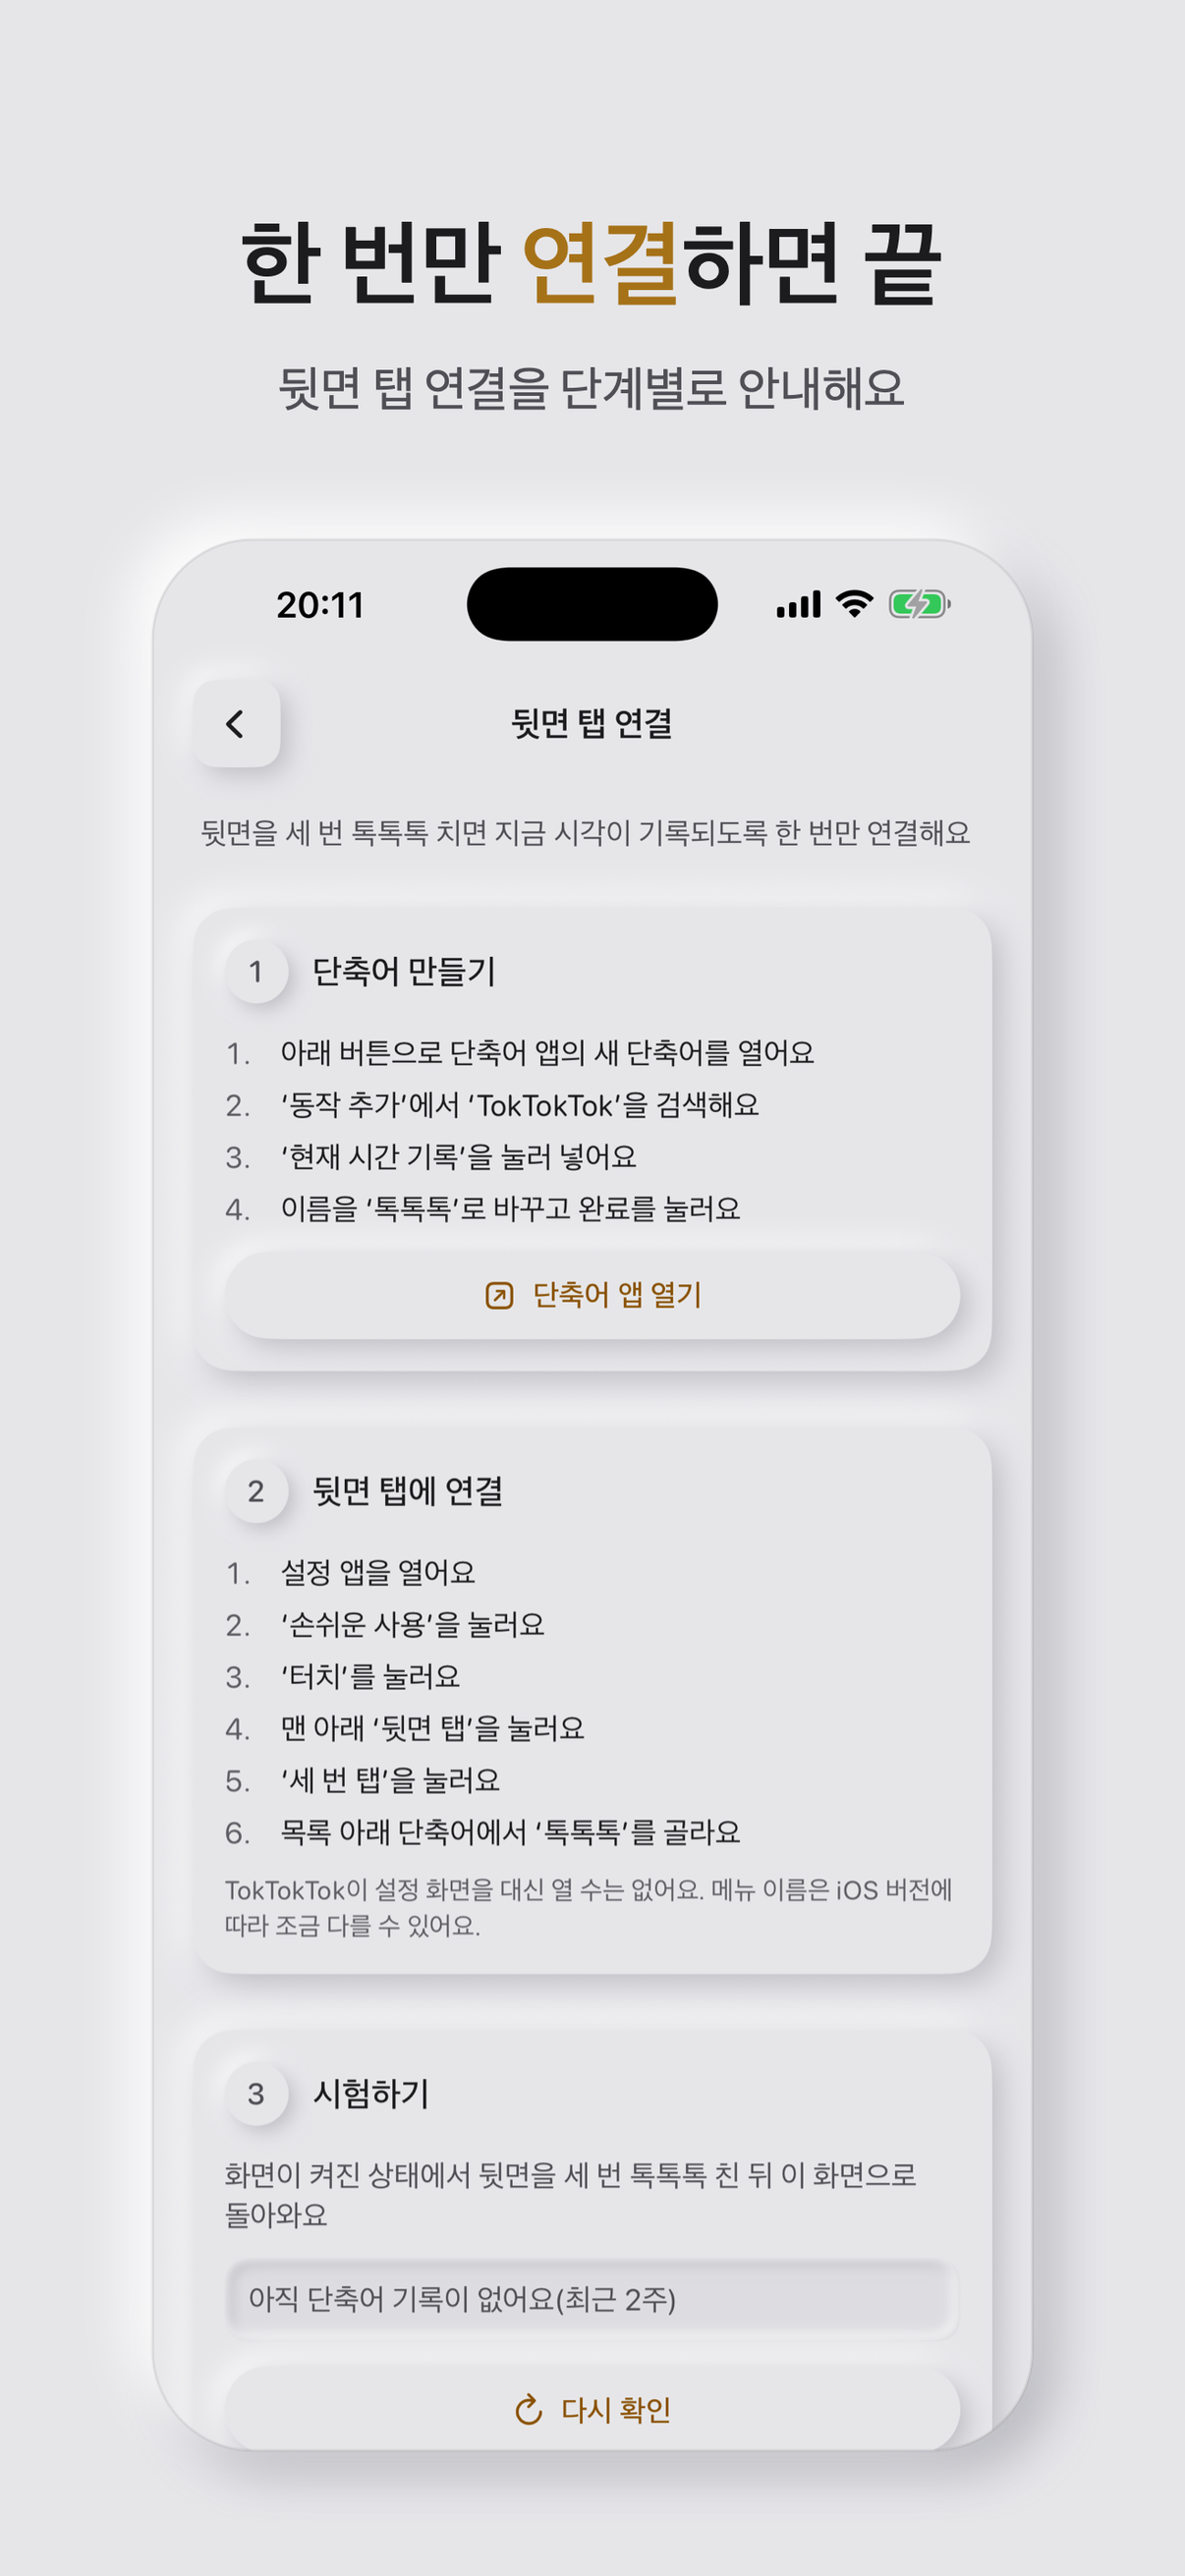 한 번만 연결하면 끝
뒷면 탭 연결을 단계별로 안내해요
20:11
뒷면 탭 연결
뒷면을 세 번 톡톡톡 치면 지금 시각이 기록되도록 한 번만 연결해요
1 단축어 만들기
1. 아래 버튼으로 단축어 앱의 새 단축어를 열어요
2. ‘동작 추가’에서 ‘TokTokTok’을 검색해요
3. ‘현재 시간 기록’을 눌러 넣어요
4. 이름을 ‘톡톡톡’로 바꾸고 완료를 눌러요
단축어 앱 열기
2 뒷면 탭에 연결
1. 설정 앱을 열어요
2. ‘손쉬운 사용’을 눌러요
3. ‘터치’를 눌러요
4. 맨 아래 ‘뒷면 탭’을 눌러요
5. ‘세 번 탭’을 눌러요
6. 목록 아래 단축어에서 ‘톡톡톡’를 골라요
TokTokTok이 설정 화면을 대신 열 수는 없어요. 메뉴 이름은 iOS 버전에
따라 조금 다를 수 있어요.
3 시험하기
화면이 켜진 상태에서 뒷면을 세 번 톡톡톡 친 뒤 이 화면으로
돌아와요
아직 단축어 기록이 없어요(최근 2주)
다시 확인